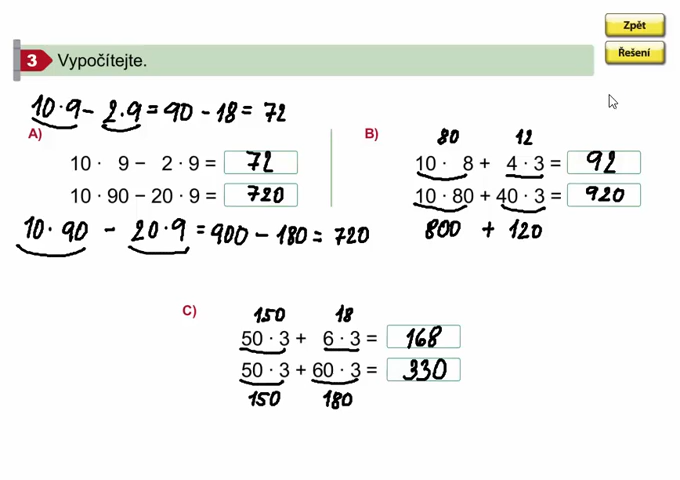 Zpět
Řešení
3 Vypočítejte.
10·9 - 2·9 = 90 - 18 = 72
A)
10 · 9 – 2 · 9 = 72
10 · 90 – 20 · 9 = 720
10·90 - 20·9 = 900 - 180 = 720
B)
80 12
10 · 8 + 4 · 3 = 92
10 · 80 + 40 · 3 = 920
800 + 120
C)
150 18
50 · 3 + 6 · 3 = 168
50 · 3 + 60 · 3 = 330
150 180